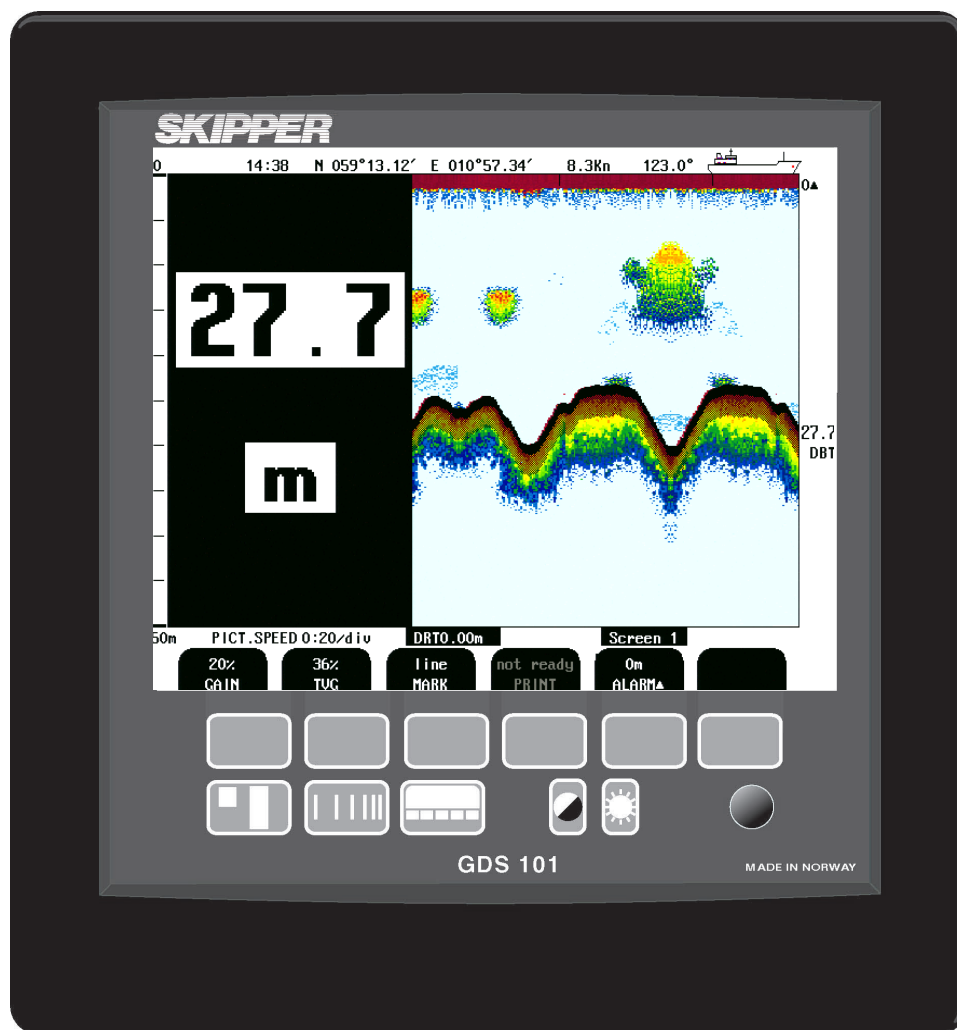 SKIPPER
0 14:38 N 059°13.12′ E 010°57.34′ 8.3Kn 123.0°
0▲
27.7
m
27.7
DBT
50m PICT.SPEED 0:20/div DRT0.00m Screen 1
20% 36% line not ready 0m
GAIN TVG MARK PRINT ALARM▲
GDS 101
MADE IN NORWAY